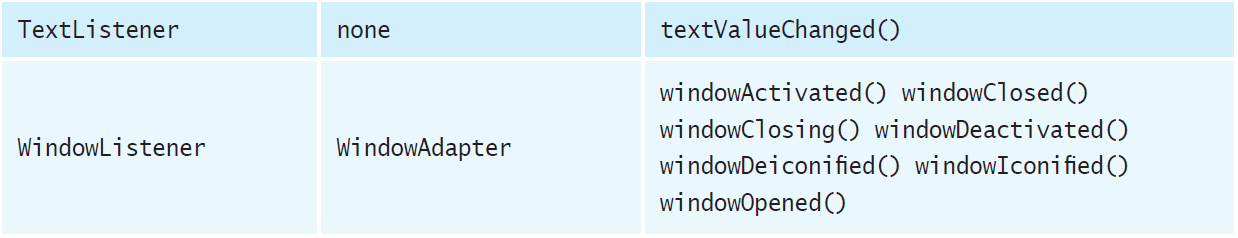 TextListener none textValueChanged()
WindowListener WindowAdapter windowActivated() windowClosed()
windowClosing() windowDeactivated()
windowDeiconified() windowIconified()
windowOpened()